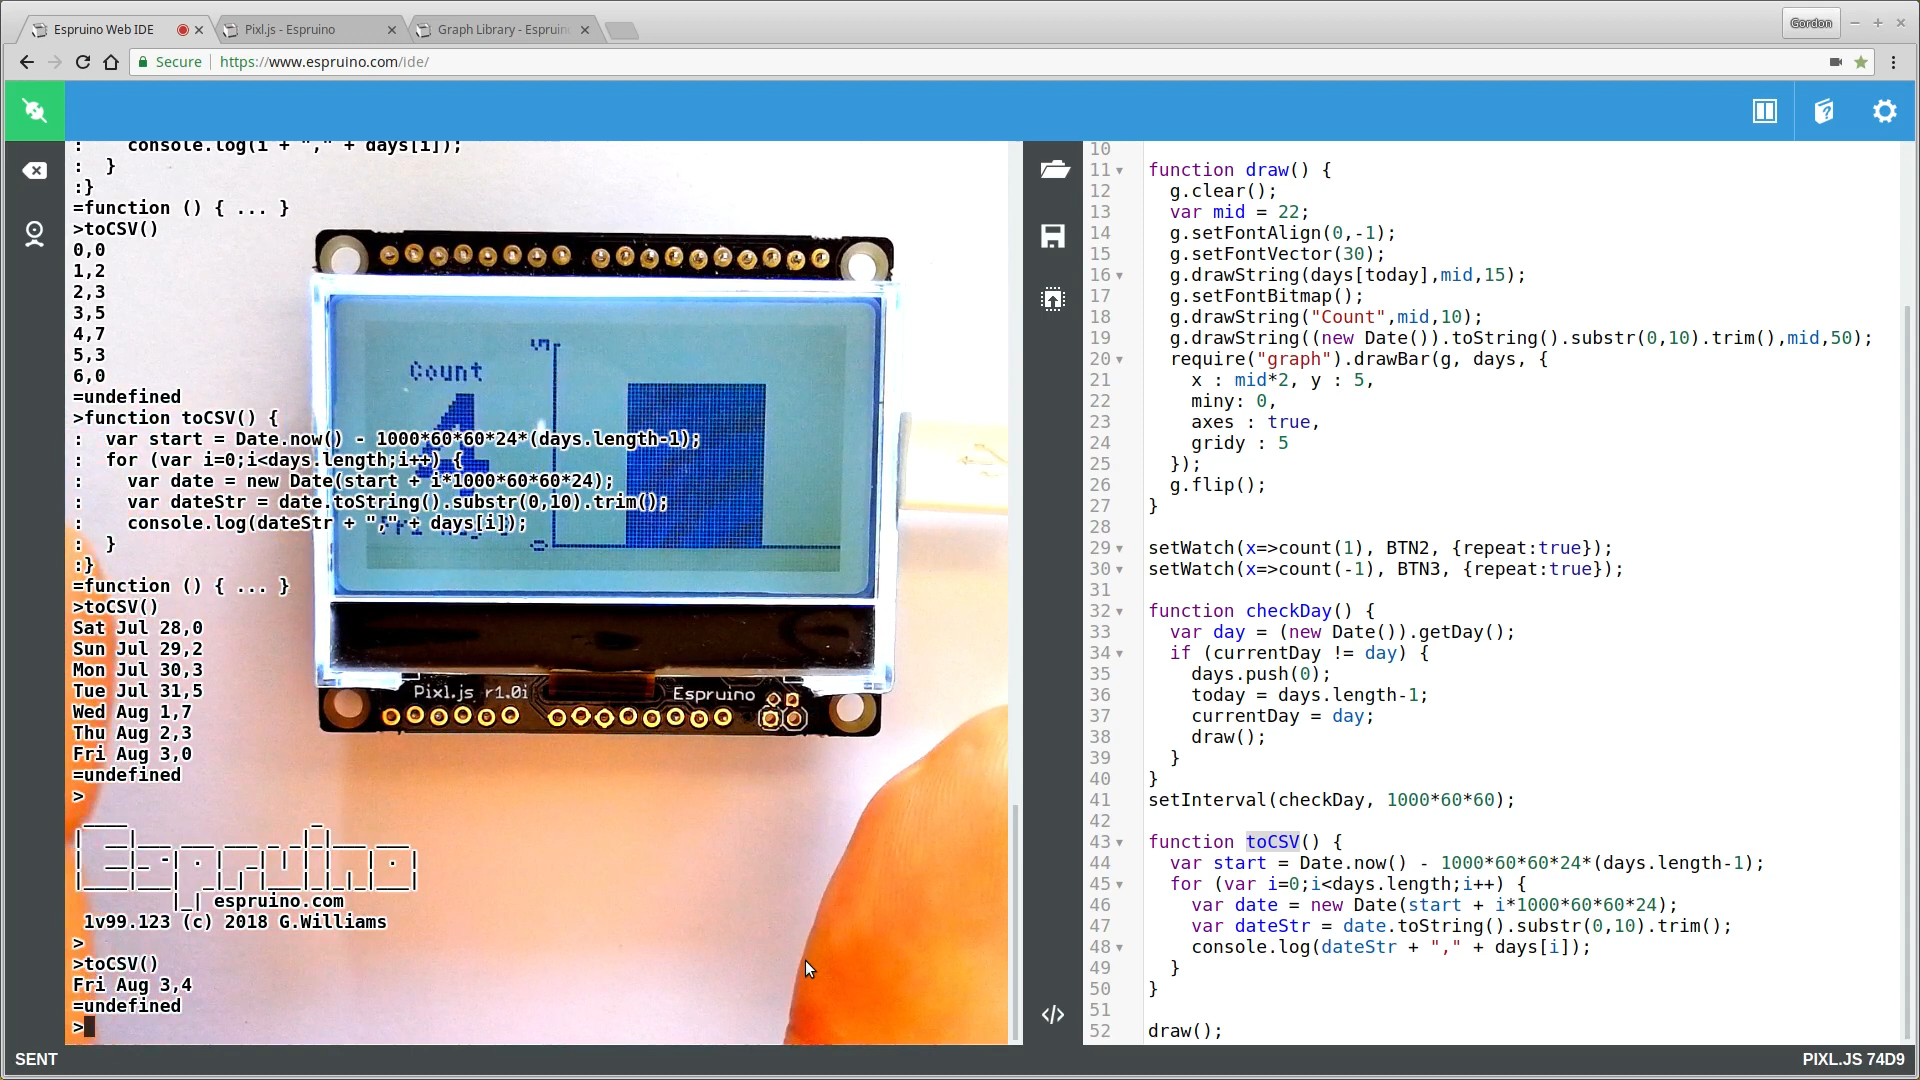 Espruino Web IDE
Pixl.js - Espruino
Graph Library - Espruin
Gordon
Secure
https://www.espruino.com/ide/
:    console.log(i + "," + days[i]);
:  }
:}
=function () { ... }
>toCSV()
0,0
1,2
2,3
3,5
4,7
5,3
6,0
=undefined
>function toCSV() {
:  var start = Date.now() - 1000*60*60*24*(days.length-1);
:  for (var i=0;i<days.length;i++) {
:    var date = new Date(start + i*1000*60*60*24);
:    var dateStr = date.toString().substr(0,10).trim();
:    console.log(dateStr + "," + days[i]);
:  }
:}
=function () { ... }
>toCSV()
Sat Jul 28,0
Sun Jul 29,2
Mon Jul 30,3
Tue Jul 31,5
Wed Aug 1,7
Thu Aug 2,3
Fri Aug 3,0
=undefined
>
Espruino
espruino.com
1v99.123 (c) 2018 G.Williams
>
>toCSV()
Fri Aug 3,4
=undefined
>
Count
4
5
0
Pixl.js r1.0i
Espruino
10
11 function draw() {
12   g.clear();
13   var mid = 22;
14   g.setFontAlign(0,-1);
15   g.setFontVector(30);
16   g.drawString(days[today],mid,15);
17   g.setFontBitmap();
18   g.drawString("Count",mid,10);
19   g.drawString((new Date()).toString().substr(0,10).trim(),mid,50);
20   require("graph").drawBar(g, days, {
21     x : mid*2, y : 5,
22     miny: 0,
23     axes : true,
24     gridy : 5
25   });
26   g.flip();
27 }
28
29 setWatch(x=>count(1), BTN2, {repeat:true});
30 setWatch(x=>count(-1), BTN3, {repeat:true});
31
32 function checkDay() {
33   var day = (new Date()).getDay();
34   if (currentDay != day) {
35     days.push(0);
36     today = days.length-1;
37     currentDay = day;
38     draw();
39   }
40 }
41 setInterval(checkDay, 1000*60*60);
42
43 function toCSV() {
44   var start = Date.now() - 1000*60*60*24*(days.length-1);
45   for (var i=0;i<days.length;i++) {
46     var date = new Date(start + i*1000*60*60*24);
47     var dateStr = date.toString().substr(0,10).trim();
48     console.log(dateStr + "," + days[i]);
49   }
50 }
51
52 draw();
SENT
PIXL.JS 74D9